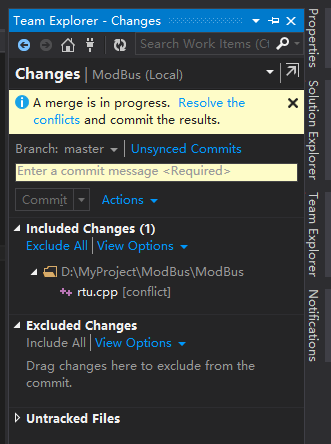 Team Explorer - Changes
Search Work Items (C
Changes | ModBus (Local)
A merge is in progress. Resolve the
conflicts and commit the results.
Branch: master Unsynced Commits
Enter a commit message <Required>
Commit Actions
Included Changes (1)
Exclude All View Options
D:\MyProject\ModBus\ModBus
rtu.cpp [conflict]
Excluded Changes
Include All View Options
Drag changes here to exclude from the
commit.
Untracked Files
Properties
Solution Explorer
Team Explorer
Notifications